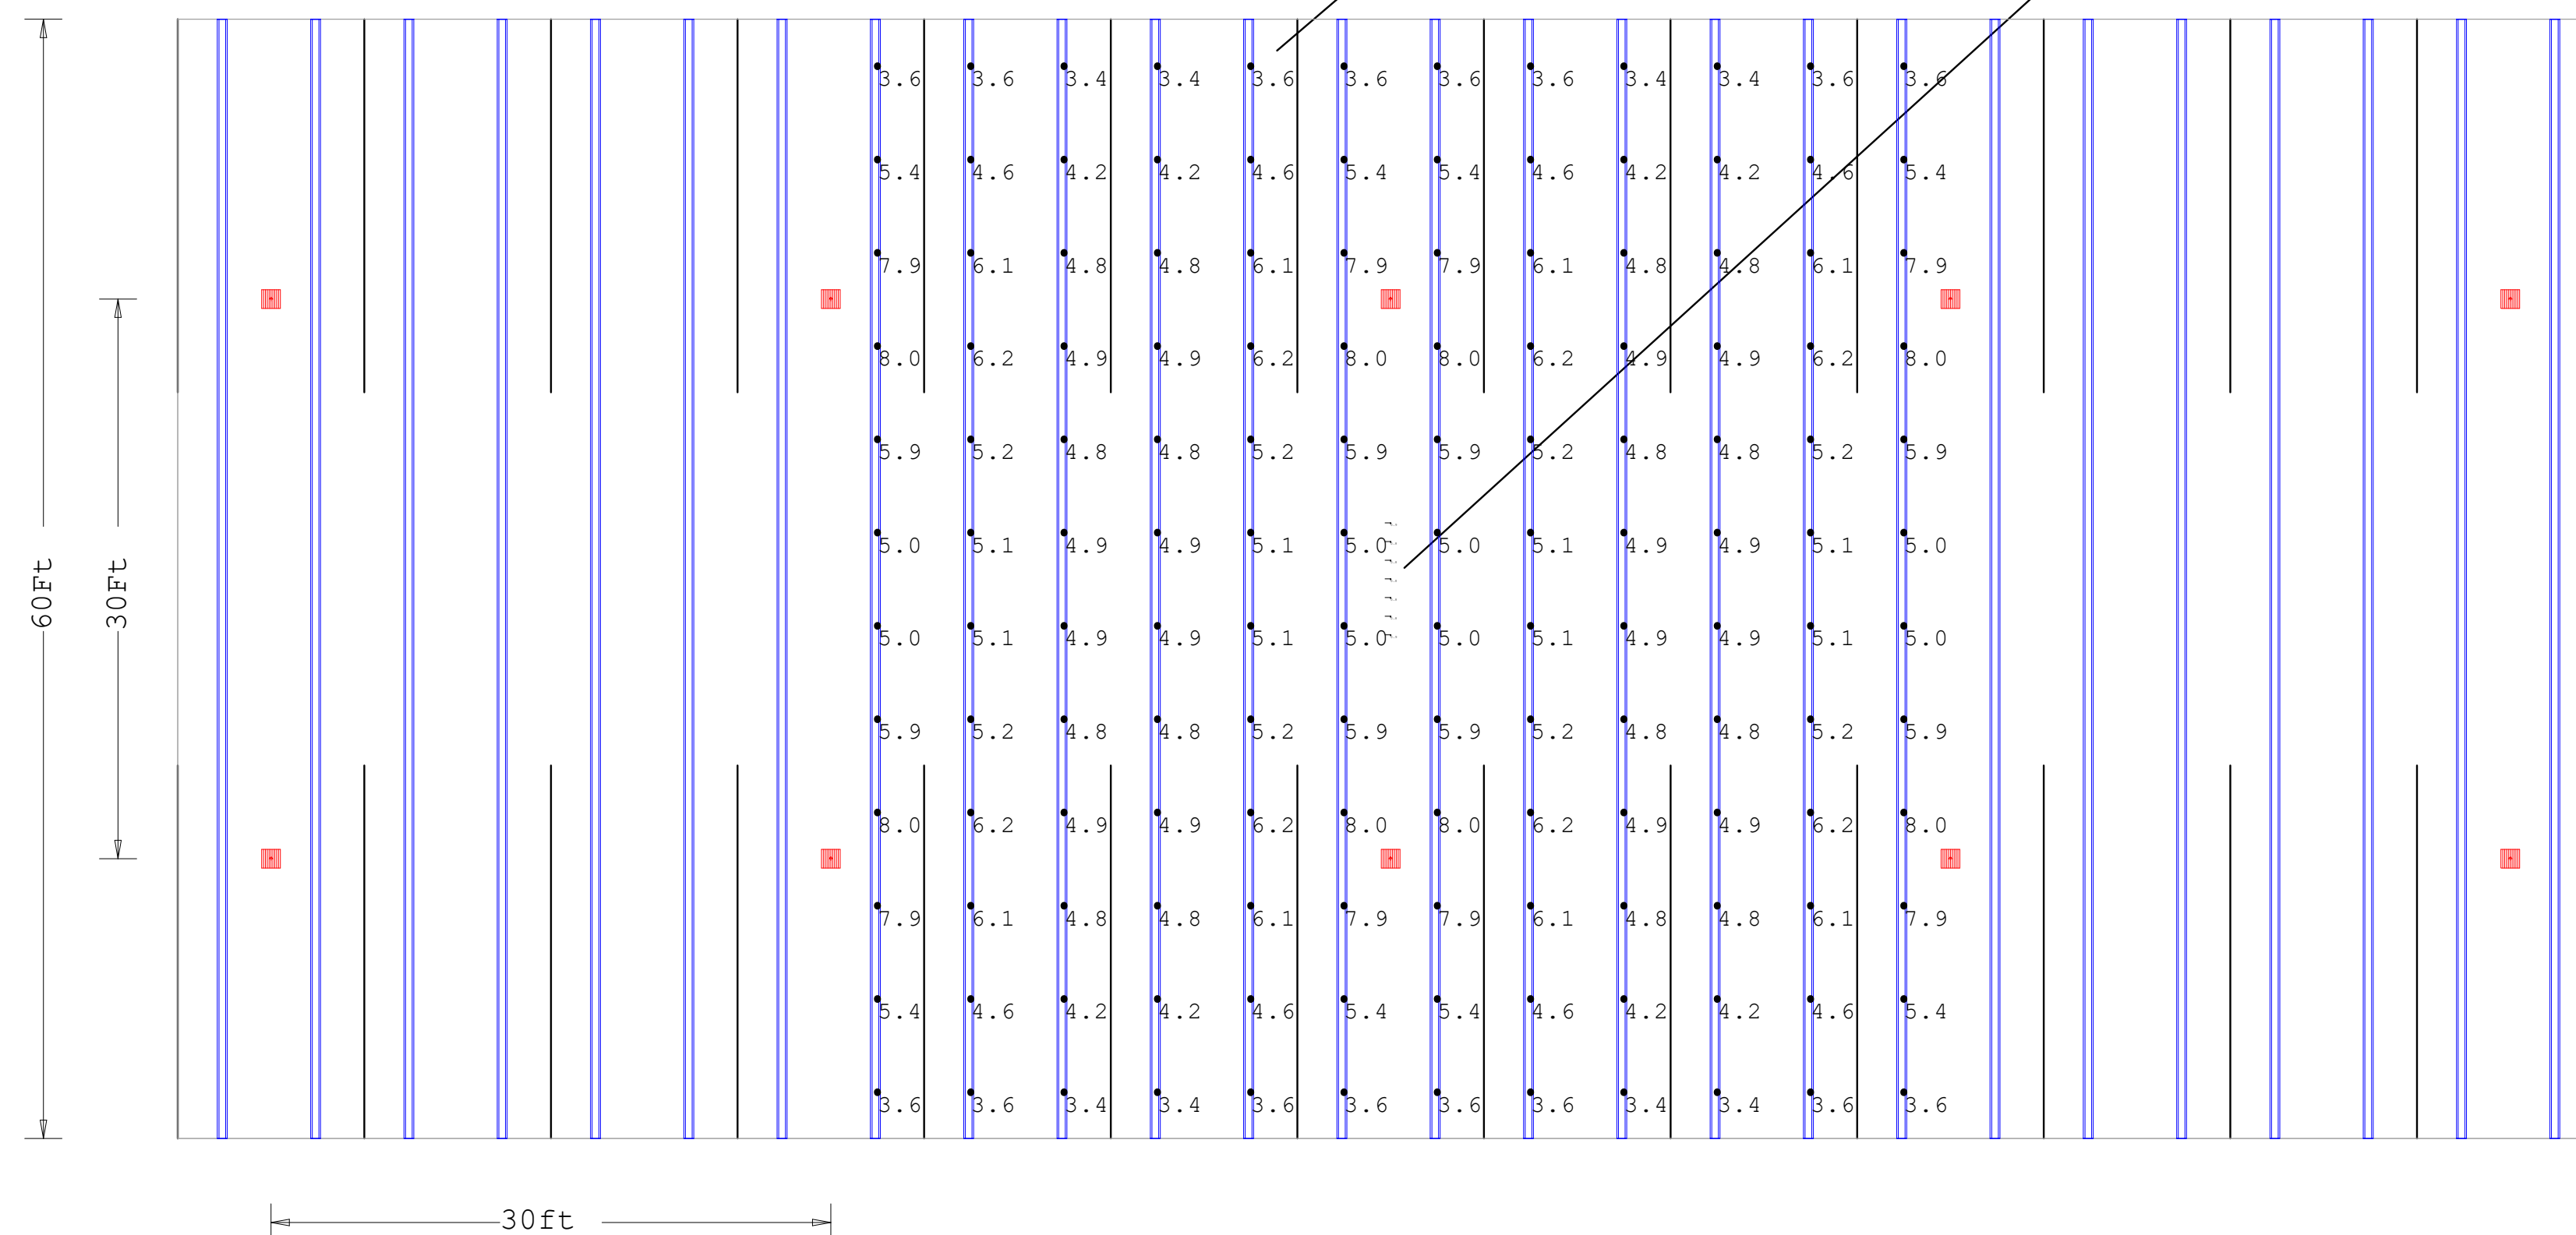 3.6 3.6 3.4 3.4 3.6 3.6 3.6 3.6 3.4 3.4 3.6 3.6
5.4 4.6 4.2 4.2 4.6 5.4 5.4 4.6 4.2 4.2 4.6 5.4
7.9 6.1 4.8 4.8 6.1 7.9 7.9 6.1 4.8 4.8 6.1 7.9
8.0 6.2 4.9 4.9 6.2 8.0 8.0 6.2 4.9 4.9 6.2 8.0
5.9 5.2 4.8 4.8 5.2 5.9 5.9 5.2 4.8 4.8 5.2 5.9
5.0 5.1 4.9 4.9 5.1 5.0 5.0 5.1 4.9 4.9 5.1 5.0
60Ft
30Ft
5.0 5.1 4.9 4.9 5.1 5.0 5.0 5.1 4.9 4.9 5.1 5.0
5.9 5.2 4.8 4.8 5.2 5.9 5.9 5.2 4.8 4.8 5.2 5.9
8.0 6.2 4.9 4.9 6.2 8.0 8.0 6.2 4.9 4.9 6.2 8.0
7.9 6.1 4.8 4.8 6.1 7.9 7.9 6.1 4.8 4.8 6.1 7.9
5.4 4.6 4.2 4.2 4.6 5.4 5.4 4.6 4.2 4.2 4.6 5.4
3.6 3.6 3.4 3.4 3.6 3.6 3.6 3.6 3.4 3.4 3.6 3.6
30ft